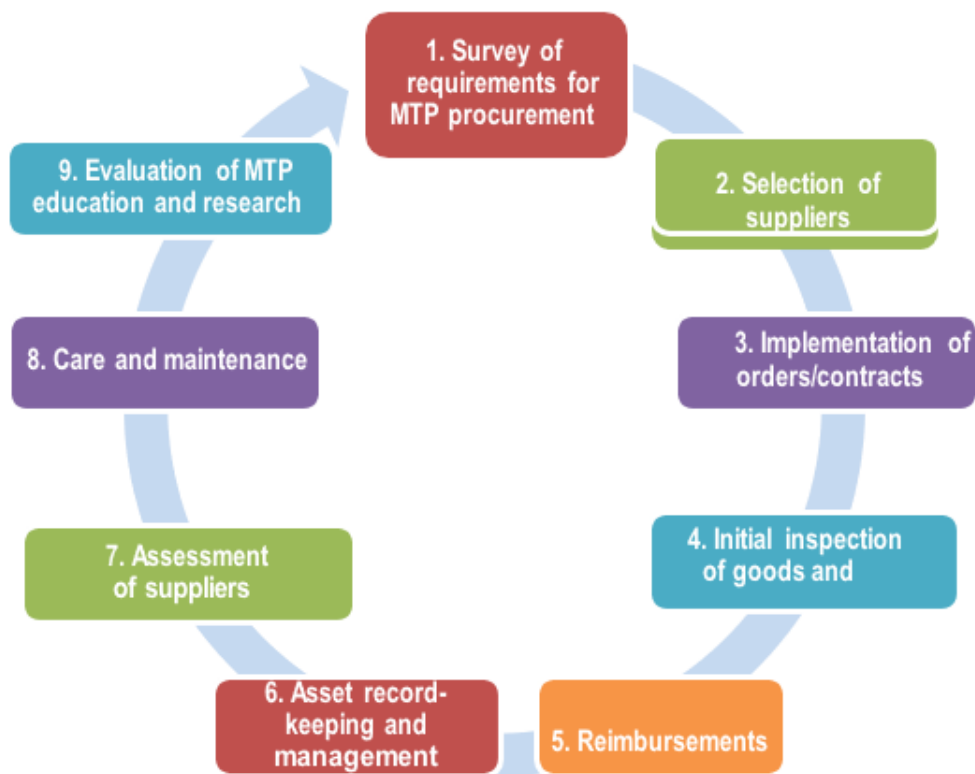 1. Survey of
requirements for
MTP procurement
2. Selection of
suppliers
3. Implementation of
orders/contracts
4. Initial inspection
of goods and
5. Reimbursements
6. Asset record-
keeping and
management
7. Assessment
of suppliers
8. Care and maintenance
9. Evaluation of MTP
education and research